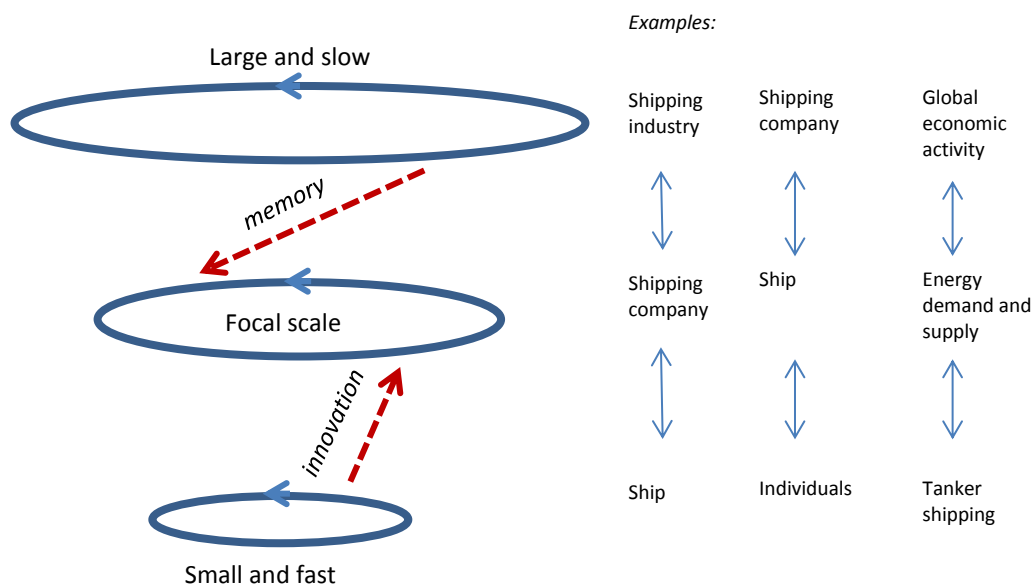 Examples:
Large and slow
Shipping
industry
Shipping
company
Global
economic
activity
memory
Shipping
company
Ship
Energy
demand and
supply
Focal scale
innovation
Ship
Individuals
Tanker
shipping
Small and fast